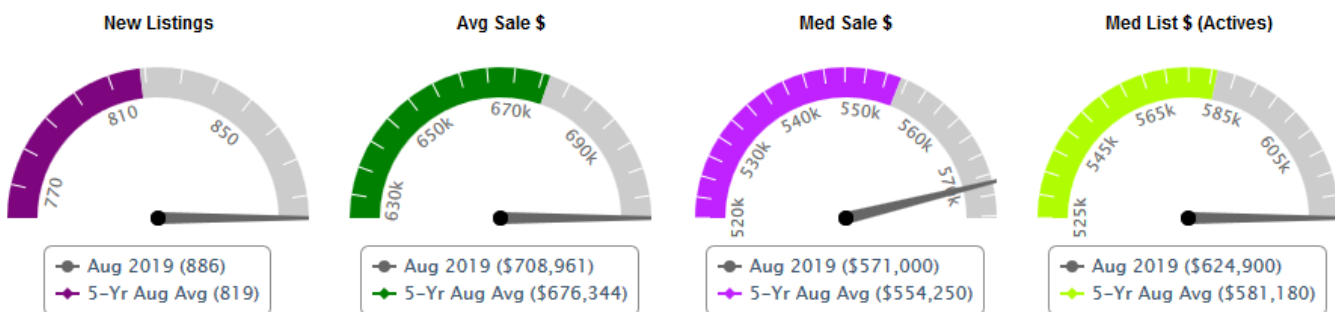 New Listings
770
810
850
Aug 2019 (886)
5-Yr Aug Avg (819)
Avg Sale $
630k
650k
670k
690k
Aug 2019 ($708,961)
5-Yr Aug Avg ($676,344)
Med Sale $
520k
530k
540k
550k
560k
570k
Aug 2019 ($571,000)
5-Yr Aug Avg ($554,250)
Med List $ (Actives)
525k
545k
565k
585k
605k
Aug 2019 ($624,900)
5-Yr Aug Avg ($581,180)